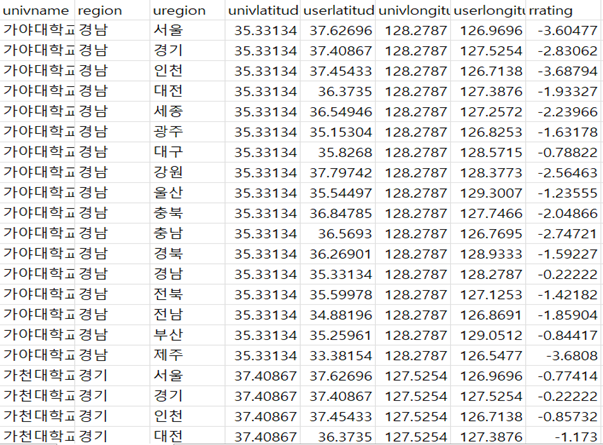 univname region uregion univlatitud userlatitud univlongitu userlongitu rrating
가야대학교 경남 서울 35.33134 37.62696 128.2787 126.9696 -3.60477
가야대학교 경남 경기 35.33134 37.40867 128.2787 127.5254 -2.83062
가야대학교 경남 인천 35.33134 37.45433 128.2787 126.7138 -3.68794
가야대학교 경남 대전 35.33134 36.3735 128.2787 127.3876 -1.93327
가야대학교 경남 세종 35.33134 36.54946 128.2787 127.2572 -2.23966
가야대학교 경남 광주 35.33134 35.15304 128.2787 126.8253 -1.63178
가야대학교 경남 대구 35.33134 35.8268 128.2787 128.5715 -0.78822
가야대학교 경남 강원 35.33134 37.79742 128.2787 128.3773 -2.56463
가야대학교 경남 울산 35.33134 35.54497 128.2787 129.3007 -1.23555
가야대학교 경남 충북 35.33134 36.84785 128.2787 127.7466 -2.04866
가야대학교 경남 충남 35.33134 36.5693 128.2787 126.7695 -2.74721
가야대학교 경남 경북 35.33134 36.26901 128.2787 128.9333 -1.59227
가야대학교 경남 경남 35.33134 35.33134 128.2787 128.2787 -0.22222
가야대학교 경남 전북 35.33134 35.59978 128.2787 127.1253 -1.42182
가야대학교 경남 전남 35.33134 34.88196 128.2787 126.8691 -1.85904
가야대학교 경남 부산 35.33134 35.25961 128.2787 129.0512 -0.84417
가야대학교 경남 제주 35.33134 33.38154 128.2787 126.5477 -3.6808
가천대학교 경기 서울 37.40867 37.62696 127.5254 126.9696 -0.77414
가천대학교 경기 경기 37.40867 37.40867 127.5254 127.5254 -0.22222
가천대학교 경기 인천 37.40867 37.45433 127.5254 126.7138 -0.85732
가천대학교 경기 대전 37.40867 36.3735 127.5254 127.3876 -1.173